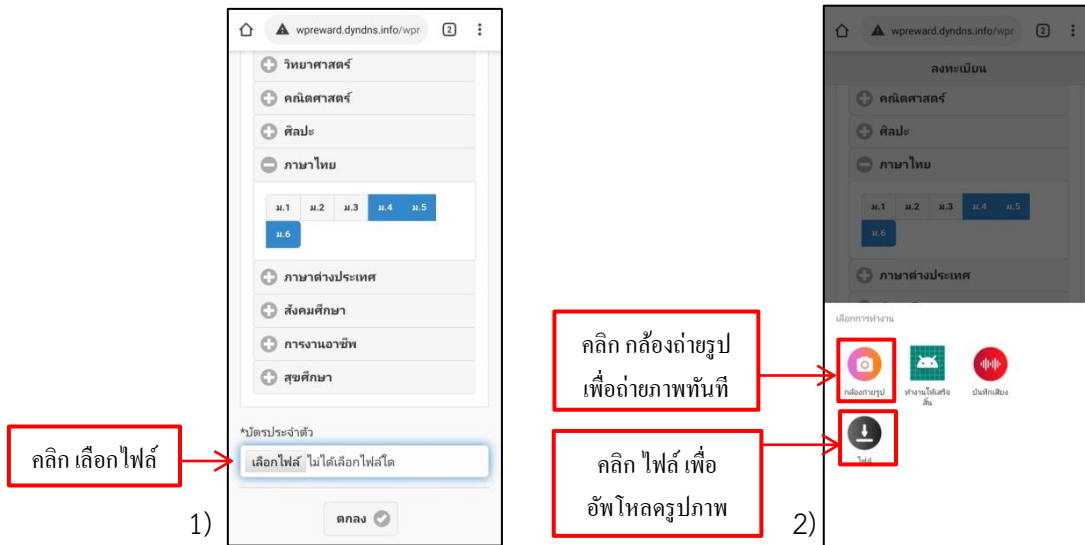 wpreward.dyndns.info/wpr 2
วิทยาศาสตร์
คณิตศาสตร์
ศิลปะ
ภาษาไทย
ม.1 ม.2 ม.3 ม.4 ม.5
ม.6
ภาษาต่างประเทศ
สังคมศึกษา
การงานอาชีพ
สุขศึกษา
*บัตรประจำตัว
เลือกไฟล์ ไม่ได้เลือกไฟล์ใด
ตกลง
คลิก เลือกไฟล์
1)
wpreward.dyndns.info/wpr 2
ลงทะเบียน
คณิตศาสตร์
ศิลปะ
ภาษาไทย
ม.1 ม.2 ม.3 ม.4 ม.5
ม.6
ภาษาต่างประเทศ
เลือกการทำงาน
กล้องถ่ายรูป ทำงานให้เสร็จ บันทึกเสียง
สิ้น
ไฟล์
คลิก กล้องถ่ายรูป
เพื่อถ่ายภาพทันที
คลิก ไฟล์ เพื่อ
อัพโหลดรูปภาพ
2)